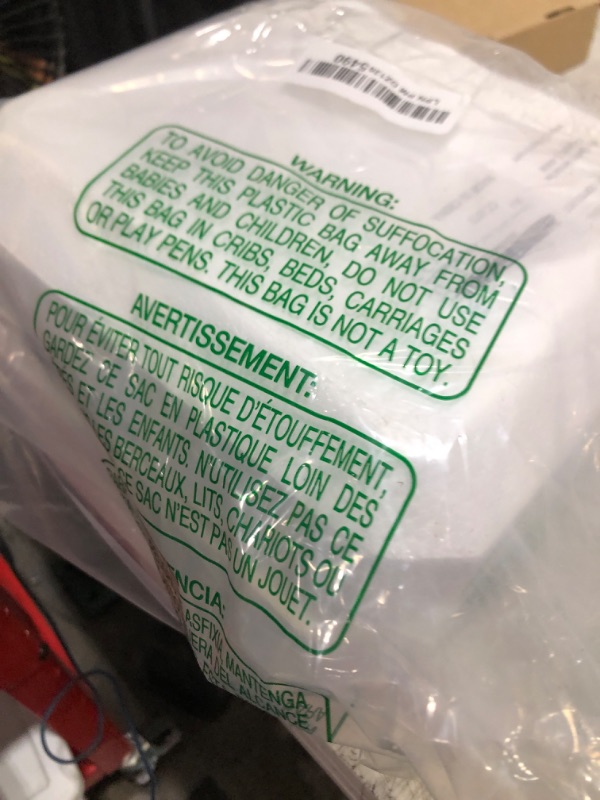 WARNING:
TO AVOID DANGER OF SUFFOCATION,
KEEP THIS PLASTIC BAG AWAY FROM
BABIES AND CHILDREN, DO NOT USE
THIS BAG IN CRIBS, BEDS, CARRIAGES
OR PLAY PENS. THIS BAG IS NOT A TOY.
AVERTISSEMENT:
POUR ÉVITER TOUT RISQUE D'ÉTOUFFEMENT,
GARDEZ CE SAC EN PLASTIQUE LOIN DES
ET LES ENFANTS. N'UTILISEZ PAS CE
BERCEAUX, LITS, CHARIOTS OU
CE SAC N'EST PAS UN JOUET.
MANTENGA
ALCANCE